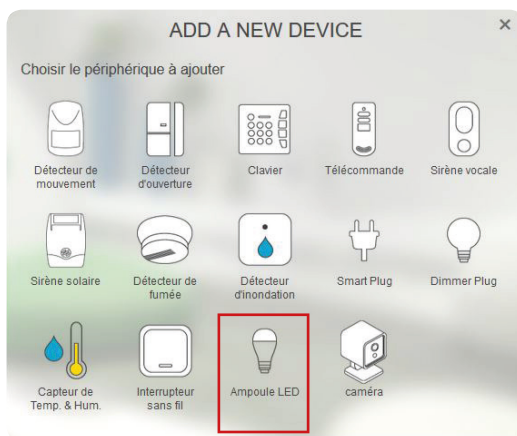 ADD A NEW DEVICE
×
Choisir le périphérique à ajouter
Détecteur de
mouvement
Détecteur
d'ouverture
Clavier
Télécommande
Sirène vocale
Sirène solaire
Détecteur de
fumée
Détecteur
d'inondation
Smart Plug
Dimmer Plug
Capteur de
Temp. & Hum.
Interrupteur
sans fil
Ampoule LED
caméra